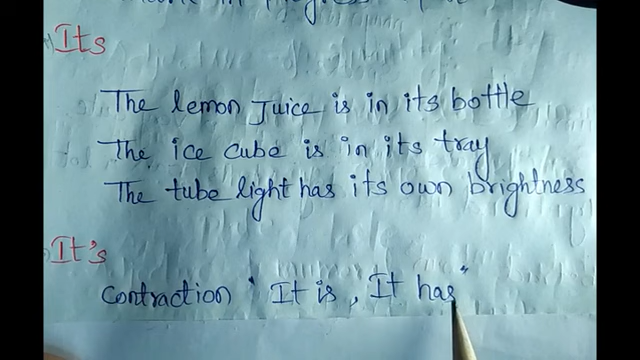 Its
The lemon Juice is in its bottle
The ice cube is in its tray
The tube light has its own brightness
It's
contraction " It is, It has"